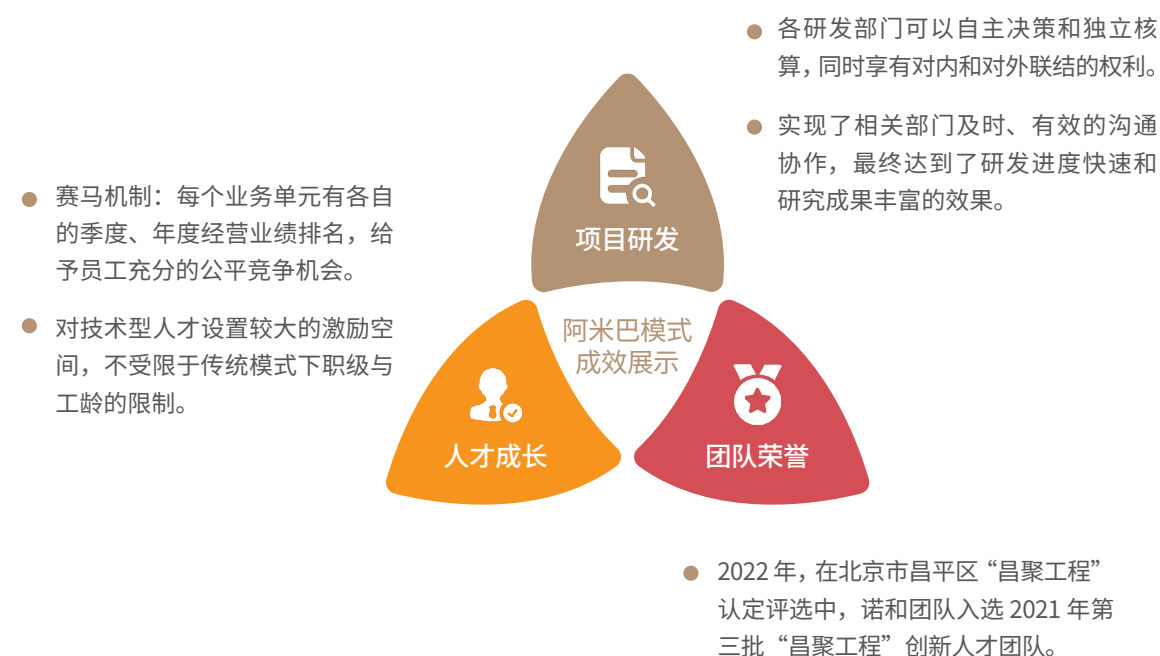 各研发部门可以自主决策和独立核
算，同时享有对内和对外联结的权利。
实现了相关部门及时、有效的沟通
协作，最终达到了研发进度快速和
研究成果丰富的效果。
项目研发
赛马机制：每个业务单元有各自
的季度、年度经营业绩排名，给
予员工充分的公平竞争机会。
对技术型人才设置较大的激励空
间，不受限于传统模式下职级与
工龄的限制。
阿米巴模式
成效展示
人才成长
团队荣誉
2022 年，在北京市昌平区“昌聚工程”
认定评选中，诺和团队入选 2021 年第
三批“昌聚工程”创新人才团队。